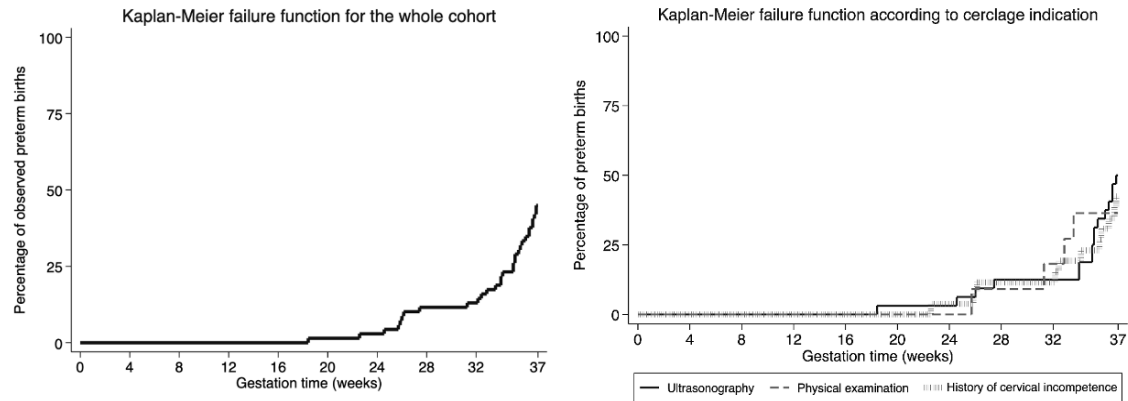 Kaplan-Meier failure function for the whole cohort
Percentage of observed preterm births
100
75
50
25
0
0 4 8 12 16 20 24 28 32 37
Gestation time (weeks)
Kaplan-Meier failure function according to cerclage indication
Percentage of preterm births
100
75
50
25
0
0 4 8 12 16 20 24 28 32 37
Gestation time (weeks)
Ultrasonography Physical examination History of cervical incompetence